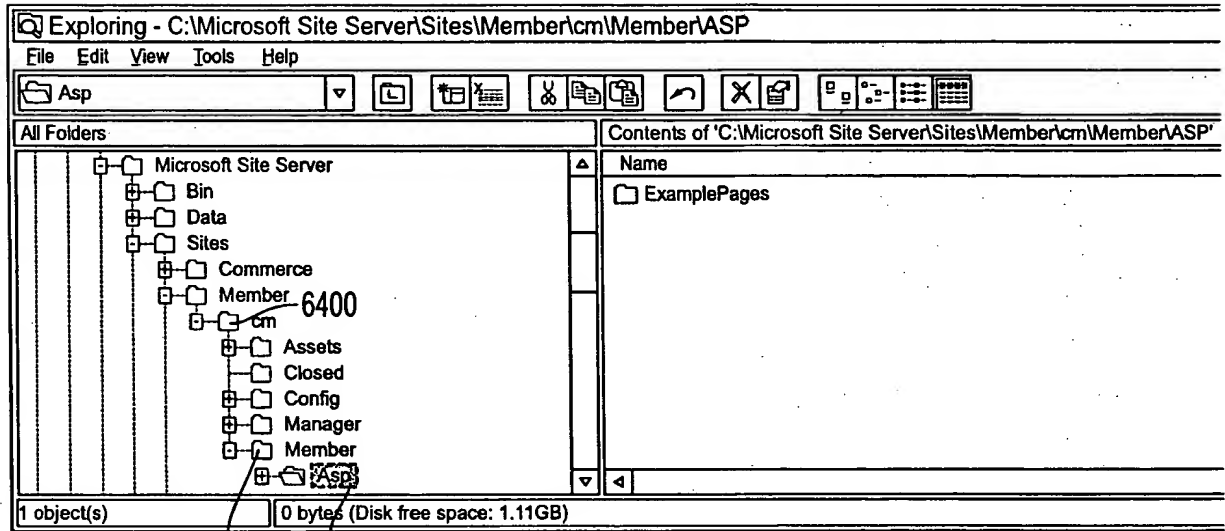 Exploring - C:\Microsoft Site Server\Sites\Member\cm\Member\ASP
File Edit View Tools Help
Asp
All Folders
Contents of 'C:\Microsoft Site Server\Sites\Member\cm\Member\ASP'
Microsoft Site Server
Name
Bin
ExamplePages
Data
Sites
Commerce
Member
6400
cm
Assets
Closed
Config
Manager
Member
Asp
1 object(s)
0 bytes (Disk free space: 1.11GB)